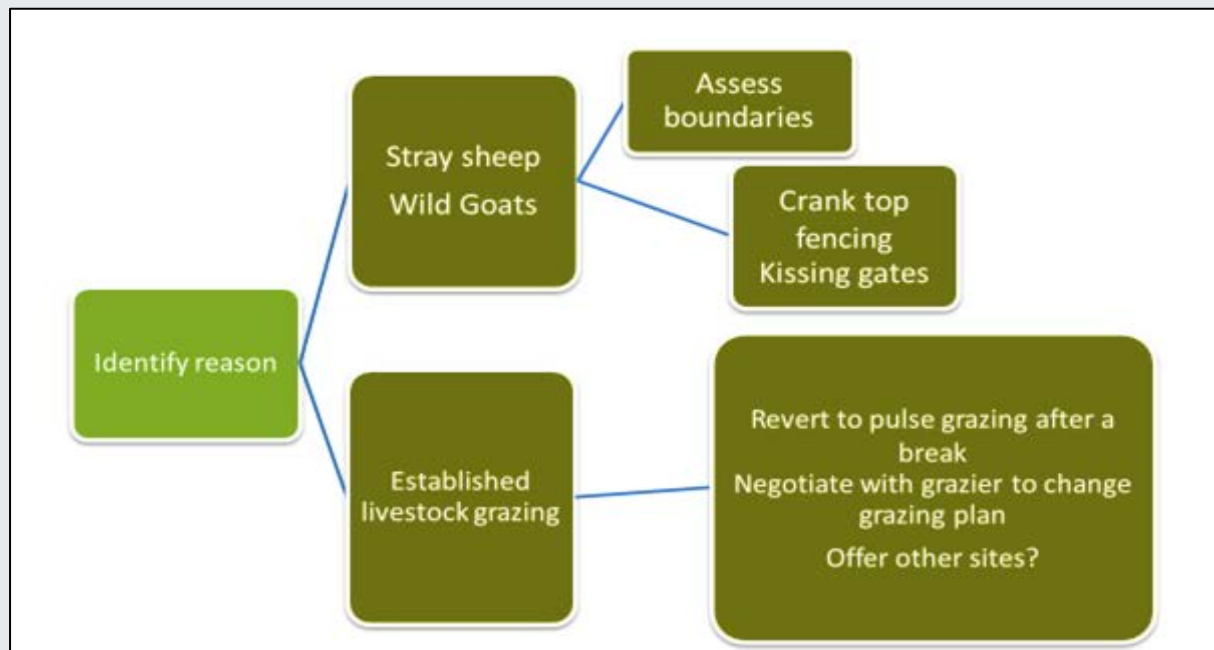 Identify reason
Stray sheep
Wild Goats
Assess
boundaries
Crank top
fencing
Kissing gates
Established
livestock grazing
Revert to pulse grazing after a
break
Negotiate with grazier to change
grazing plan
Offer other sites?